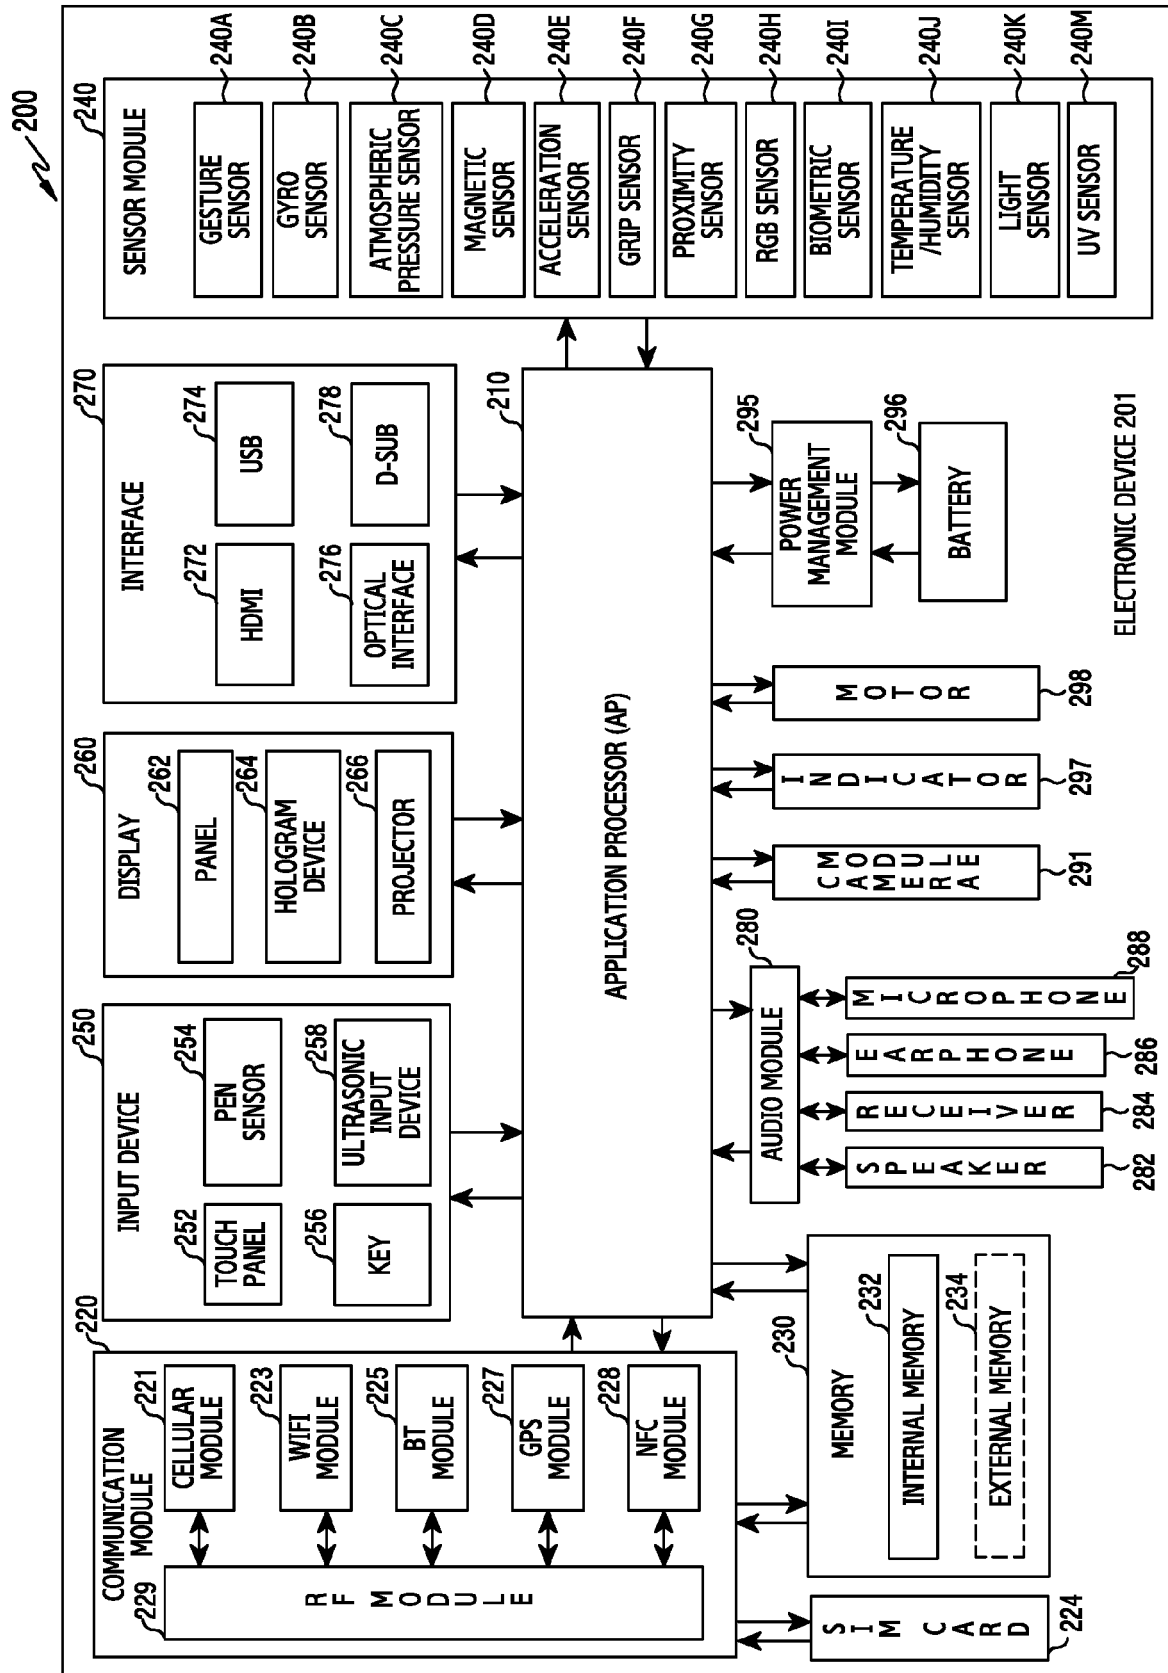 200
COMMUNICATION
MODULE
220
221
CELLULAR
MODULE
223
WIFI
MODULE
225
BT
MODULE
227
GPS
MODULE
228
NFC
MODULE
229
RF MODULE
INPUT DEVICE
250
252
TOUCH
PANEL
254
PEN
SENSOR
256
KEY
258
ULTRASONIC
INPUT
DEVICE
DISPLAY
260
262
PANEL
264
HOLOGRAM
DEVICE
266
PROJECTOR
INTERFACE
270
272
HDMI
274
USB
276
OPTICAL
INTERFACE
278
D-SUB
SENSOR MODULE
240
GESTURE
SENSOR
240A
GYRO
SENSOR
240B
ATMOSPHERIC
PRESSURE SENSOR
240C
MAGNETIC
SENSOR
240D
ACCELERATION
SENSOR
240E
GRIP SENSOR
240F
PROXIMITY
SENSOR
240G
RGB SENSOR
240H
BIOMETRIC
SENSOR
240I
TEMPERATURE
/HUMIDITY
SENSOR
240J
LIGHT
SENSOR
240K
UV SENSOR
240M
APPLICATION PROCESSOR (AP)
210
SIM CARD
224
MEMORY
230
INTERNAL MEMORY
232
EXTERNAL MEMORY
234
AUDIO MODULE
280
SPEAKER
282
RECEIVER
284
EARPHONE
286
MICROPHONE
288
CAMERA
MODULE
291
INDICATOR
297
MOTOR
298
POWER
MANAGEMENT
MODULE
295
BATTERY
296
ELECTRONIC DEVICE 201